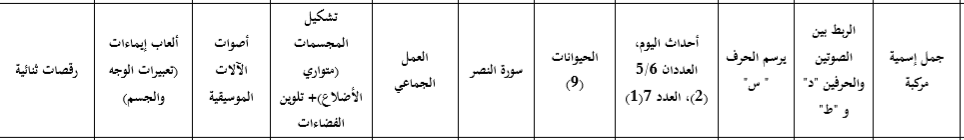 جمل إسمية
مركبة
الربط بين
الصوتين
والحرفين "د"
و "ط"
يرسم الحرف
" س"
أحداث اليوم،
العددان 5/6
(2)، العدد 7(1)
الحيوانات
(9)
سورة النصر
العمل
الجماعي
تشكيل
المجسمات
(متواري
الأضلاع)+ تلوين
الفضاءات
أصوات
الآلات
الموسيقية
ألعاب إيماءات
(تعبيرات الوجه
والجسم)
رقصات ثنائية